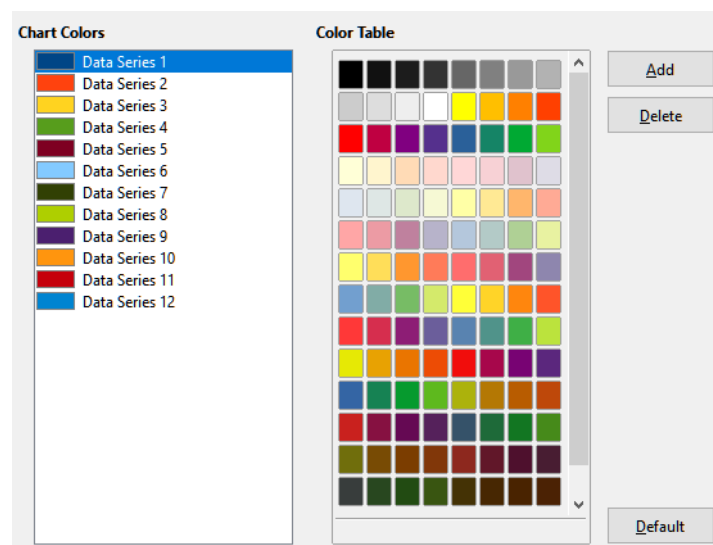 Chart Colors
Data Series 1
Data Series 2
Data Series 3
Data Series 4
Data Series 5
Data Series 6
Data Series 7
Data Series 8
Data Series 9
Data Series 10
Data Series 11
Data Series 12
Color Table
Add
Delete
Default